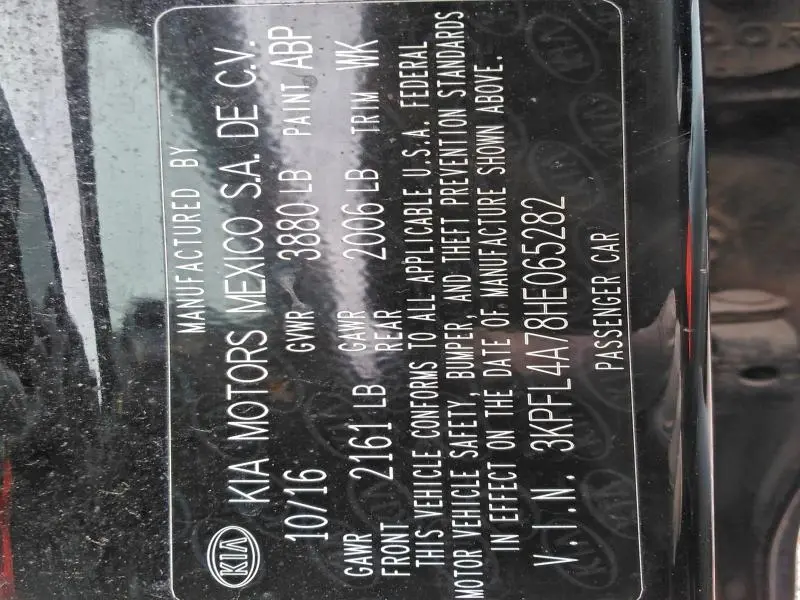 MANUFACTURED BY
KIA KIA MOTORS MEXICO S.A. DE C.V.
10/16 GVWR 3880 LB PAINT ABP
GAWR FRONT 2161 LB GAWR REAR 2006 LB TRIM WK
THIS VEHICLE CONFORMS TO ALL APPLICABLE U.S.A. FEDERAL
MOTOR VEHICLE SAFETY, BUMPER, AND THEFT PREVENTION STANDARDS
IN EFFECT ON THE DATE OF MANUFACTURE SHOWN ABOVE.
V.I.N. 3KPFL4A78HE065282
PASSENGER CAR